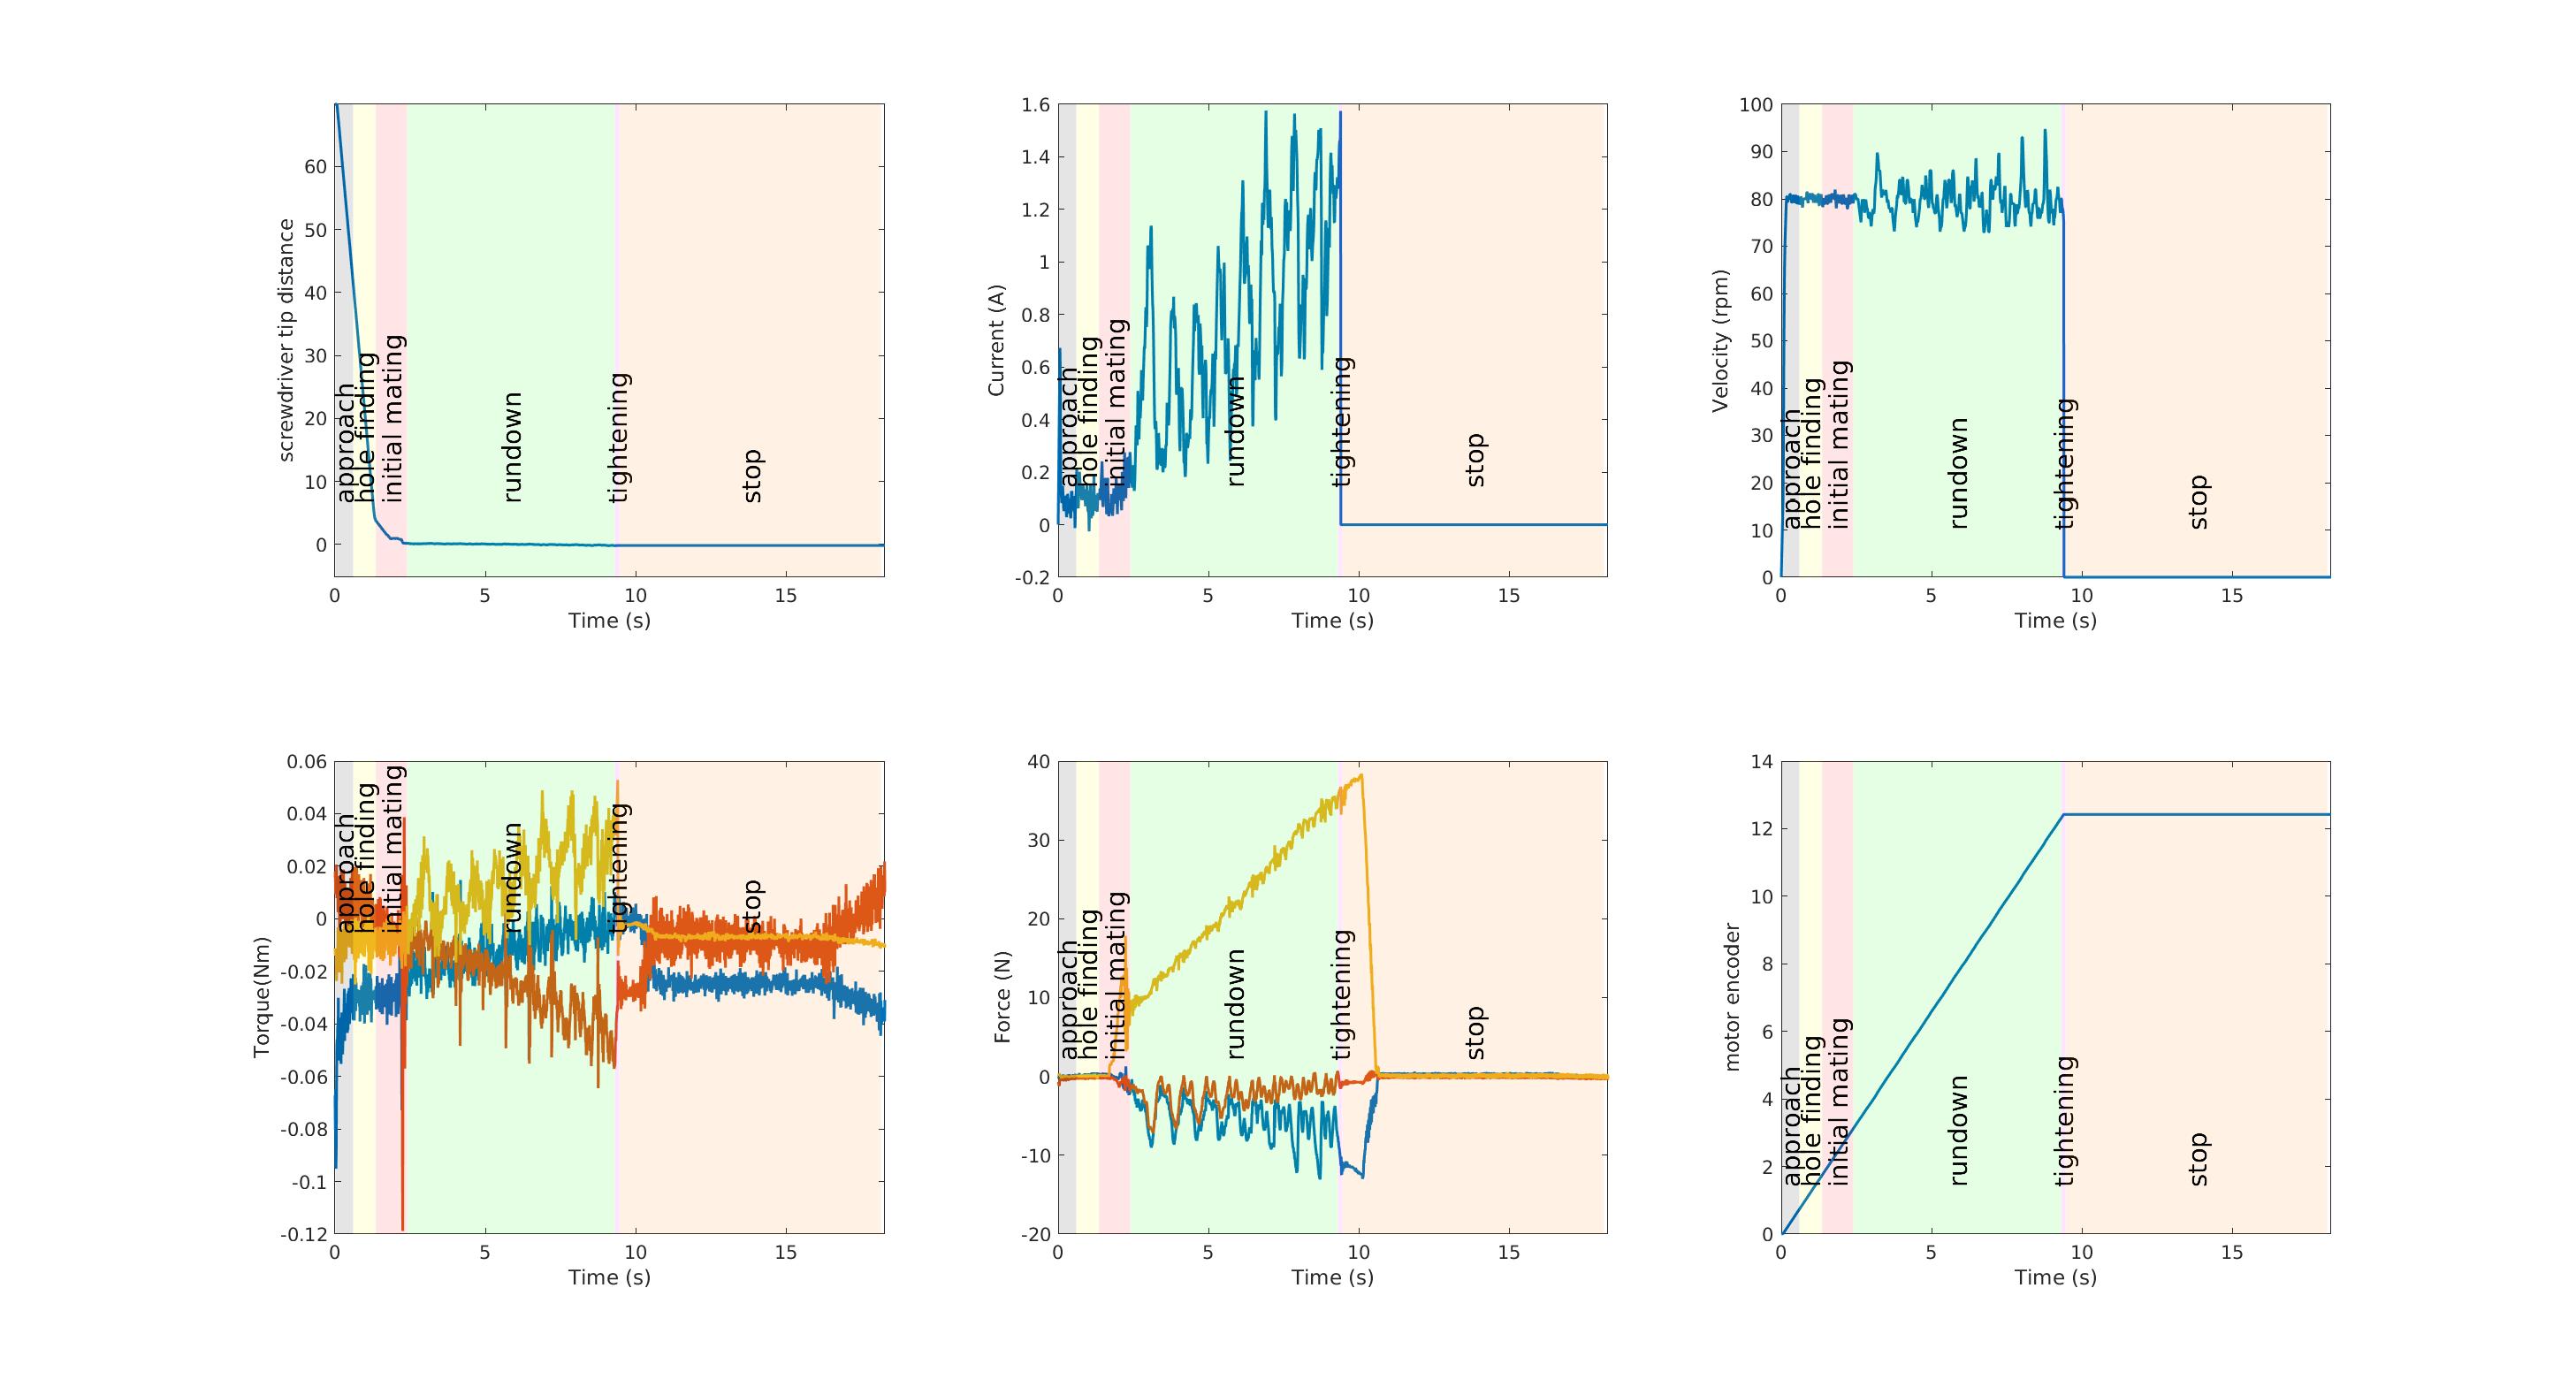 screwdriver tip distance
60
50
40
30
20
10
0
approach
hole finding
initial mating
rundown
tightening
stop
0 5 10 15
Time (s)
Current (A)
1.6
1.4
1.2
1
0.8
0.6
0.4
0.2
0
-0.2
approach
hole finding
initial mating
rundown
tightening
stop
0 5 10 15
Time (s)
Velocity (rpm)
100
90
80
70
60
50
40
30
20
10
0
approach
hole finding
initial mating
rundown
tightening
stop
0 5 10 15
Time (s)
Torque(Nm)
0.06
0.04
0.02
0
-0.02
-0.04
-0.06
-0.08
-0.1
-0.12
approach
hole finding
initial mating
rundown
tightening
stop
0 5 10 15
Time (s)
Force (N)
40
30
20
10
0
-10
-20
approach
hole finding
initial mating
rundown
tightening
stop
0 5 10 15
Time (s)
motor encoder
14
12
10
8
6
4
2
0
approach
hole finding
initial mating
rundown
tightening
stop
0 5 10 15
Time (s)